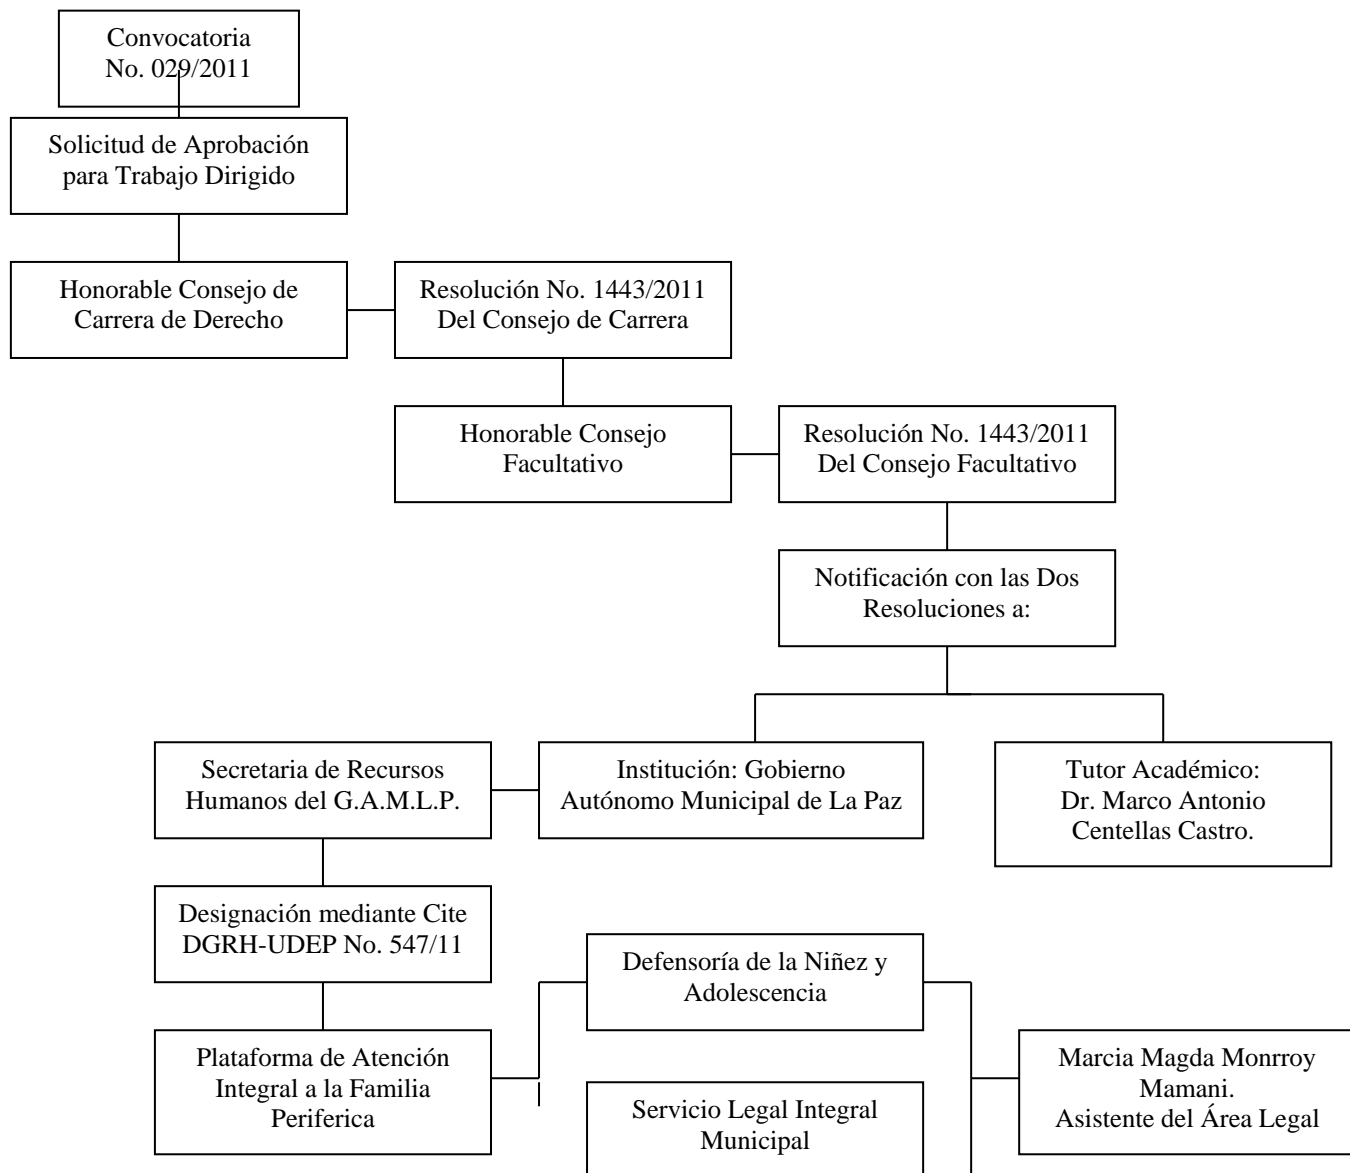 Convocatoria
No. 029/2011
Solicitud de Aprobación
para Trabajo Dirigido
Honorable Consejo de
Carrera de Derecho
Resolución No. 1443/2011
Del Consejo de Carrera
Honorable Consejo
Facultativo
Resolución No. 1443/2011
Del Consejo Facultativo
Notificación con las Dos
Resoluciones a:
Secretaria de Recursos
Humanos del G.A.M.L.P.
Institución: Gobierno
Autónomo Municipal de La Paz
Tutor Académico:
Dr. Marco Antonio
Centellas Castro.
Designación mediante Cite
DGRH-UDEP No. 547/11
Defensoría de la Niñez y
Adolescencia
Plataforma de Atención
Integral a la Familia
Periferica
Servicio Legal Integral
Municipal
Marcia Magda Monrroy
Mamani.
Asistente del Área Legal